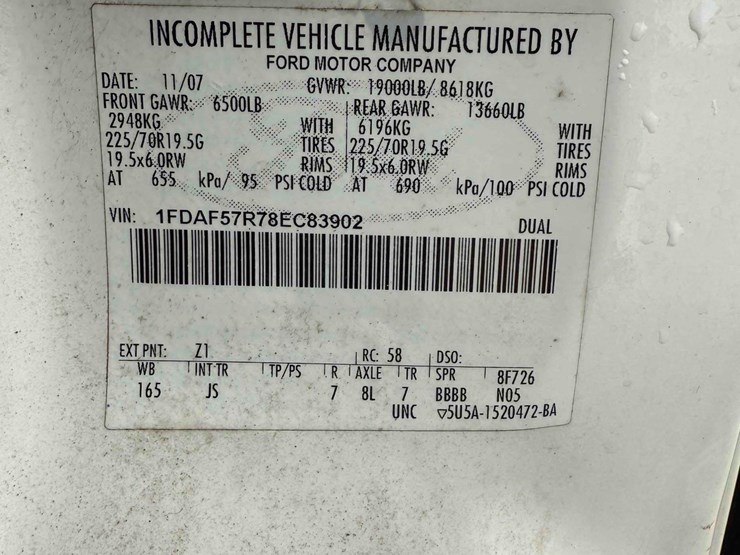 INCOMPLETE VEHICLE MANUFACTURED BY
FORD MOTOR COMPANY
DATE: 11/07 GVWR: 19000LB/ 8618KG
FRONT GAWR: 6500LB REAR GAWR: 13660LB
2948KG WITH 6196KG WITH
225/70R19.5G TIRES 225/70R19.5G TIRES
19.5x6.0RW RIMS 19.5x6.0RW RIMS
AT 655 kPa/ 95 PSI COLD AT 690 kPa/100 PSI COLD
VIN: 1FDAF57R78EC83902 DUAL
EXT PNT: Z1 RC: 58 DSO:
WB INT TR TP/PS R AXLE TR SPR 8F726
165 JS 7 8L 7 BBBB N05
UNC ▽5U5A-1520472-BA